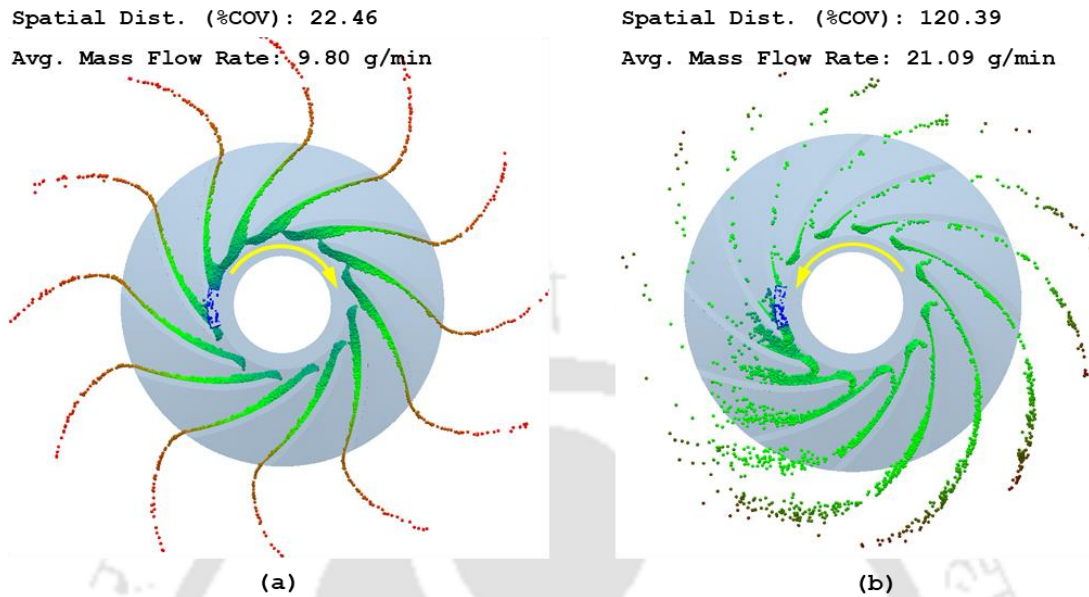 Spatial Dist. (%COV): 22.46
Avg. Mass Flow Rate: 9.80 g/min
Spatial Dist. (%COV): 120.39
Avg. Mass Flow Rate: 21.09 g/min
(a)
(b)